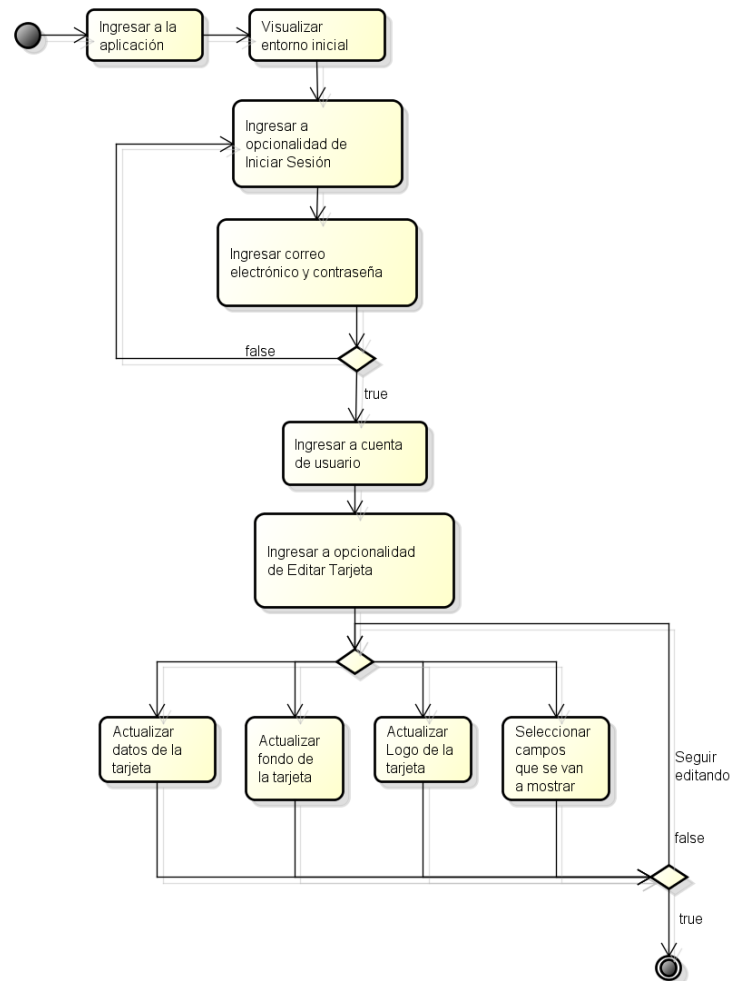 Ingresar a la
aplicación
Visualizar
entorno inicial
Ingresar a
opcionalidad de
Iniciar Sesión
Ingresar correo
electrónico y contraseña
false
true
Ingresar a cuenta
de usuario
Ingresar a opcionalidad
de Editar Tarjeta
Actualizar
datos de la
tarjeta
Actualizar
fondo de
la tarjeta
Actualizar
Logo de la
tarjeta
Seleccionar
campos
que se van
a mostrar
Seguir
editando
false
true